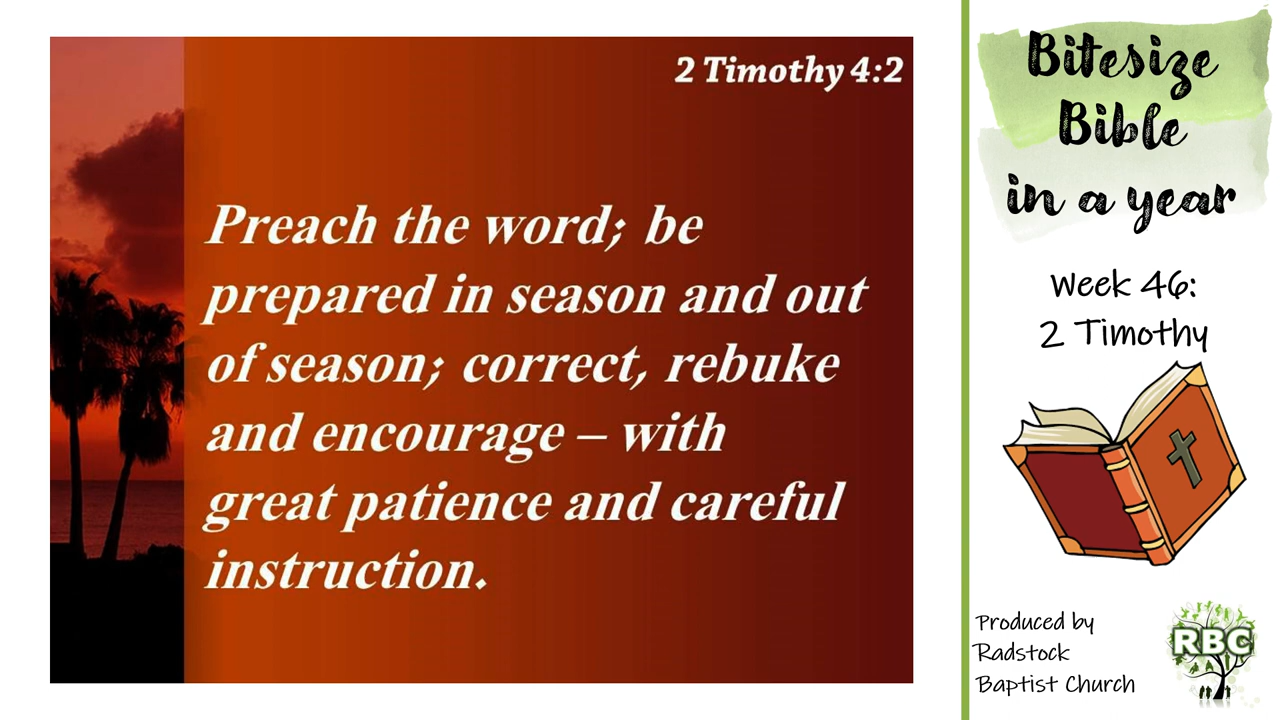 2 Timothy 4:2
Preach the word; be
prepared in season and out
of season; correct, rebuke
and encourage – with
great patience and careful
instruction.
Bitesize
Bible
in a year
Week 46:
2 Timothy
Produced by
Radstock
Baptist Church
RBC